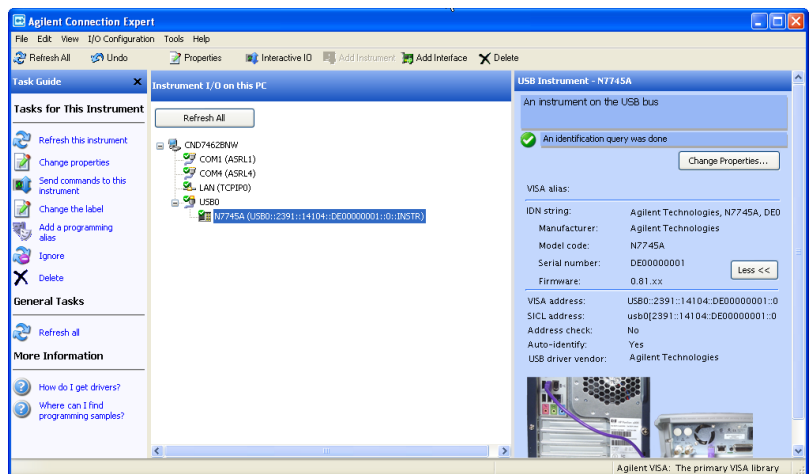 Agilent Connection Expert
File Edit View I/O Configuration Tools Help
Refresh All Undo Properties Interactive IO Add Instrument Add Interface Delete
Task Guide
Tasks for This Instrument
Refresh this instrument
Change properties
Send commands to this
instrument
Change the label
Add a programming
alias
Ignore
Delete
General Tasks
Refresh all
More Information
How do I get drivers?
Where can I find
programming samples?
Instrument I/O on this PC
Refresh All
CND7462BNW
COM1 (ASRL1)
COM4 (ASRL4)
LAN (TCPIP0)
USB0
N7745A (USB0::2391::14104::DE00000001::0::INSTR)
USB Instrument - N7745A
An instrument on the USB bus
An identification query was done
Change Properties...
VISA alias:
IDN string: Agilent Technologies, N7745A, DE0
Manufacturer: Agilent Technologies
Model code: N7745A
Serial number: DE00000001
Less <<
Firmware: 0.81.xx
VISA address: USB0::2391::14104::DE00000001::0
SICL address: usb0[2391::14104::DE00000001::0
Address check: No
Auto-identify: Yes
USB driver vendor: Agilent Technologies
Agilent VISA: The primary VISA library